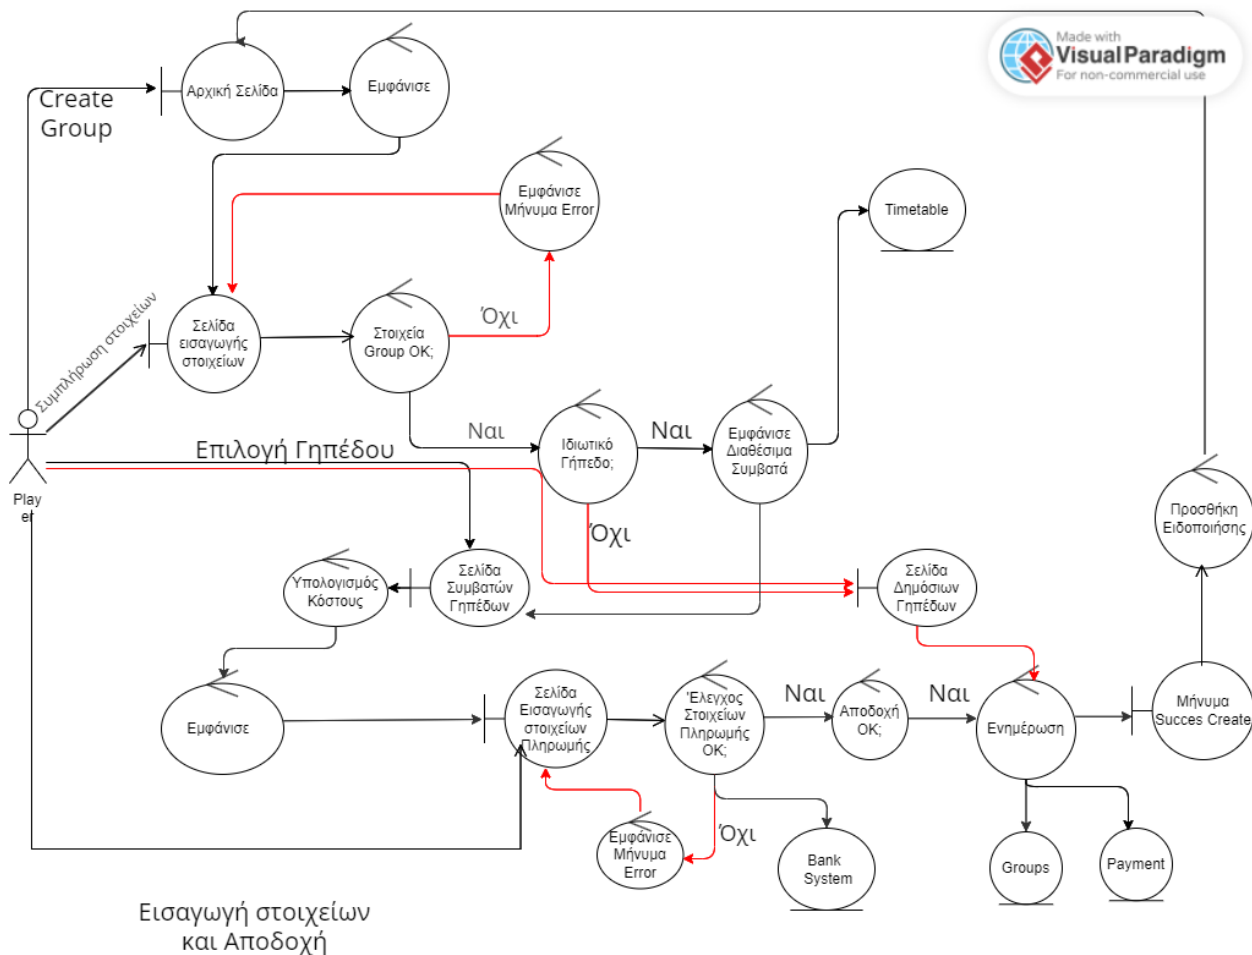 Made with
Visual Paradigm
For non-commercial use
Αρχική Σελίδα
Εμφάνισε
Create
Group
Εμφάνισε
Μήνυμα Error
Timetable
Συμπλήρωση στοιχείων
Σελίδα
εισαγωγής
στοιχείων
Στοιχεία
Group OK;
Όχι
Ναι
Ιδιωτικό
Γήπεδο;
Ναι
Εμφάνισε
Διαθέσιμα
Συμβατά
Επιλογή Γηπέδου
Play
er
Όχι
Προσθήκη
Ειδοποιήσης
Υπολογισμός
Κόστους
Σελίδα
Συμβατών
Γηπέδων
Σελίδα
Δημόσιων
Γηπέδων
Εμφάνισε
Σελίδα
Εισαγωγής
στοιχείων
Πληρωμής
Έλεγχος
Στοιχείων
Πληρωμής
OK;
Ναι
Αποδοχή
OK;
Ναι
Ενημέρωση
Μήνυμα
Succes Create
Όχι
Εμφάνισε
Μήνυμα
Error
Bank
System
Groups
Payment
Εισαγωγή στοιχείων
και Αποδοχή